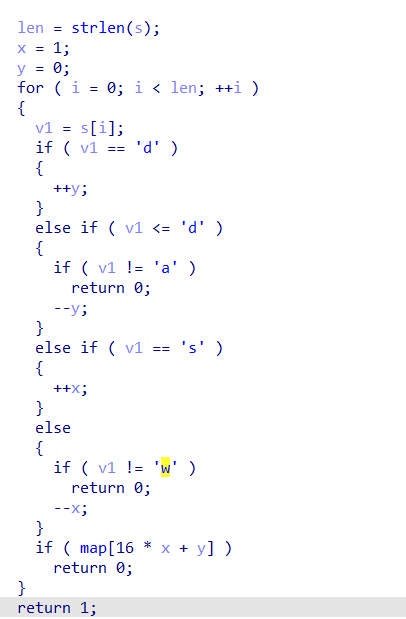 len = strlen(s);
x = 1;
y = 0;
for ( i = 0; i < len; ++i )
{
  v1 = s[i];
  if ( v1 == 'd' )
  {
    ++y;
  }
  else if ( v1 <= 'd' )
  {
    if ( v1 != 'a' )
      return 0;
    --y;
  }
  else if ( v1 == 's' )
  {
    ++x;
  }
  else
  {
    if ( v1 != 'w' )
      return 0;
    --x;
  }
  if ( map[16 * x + y] )
    return 0;
}
return 1;